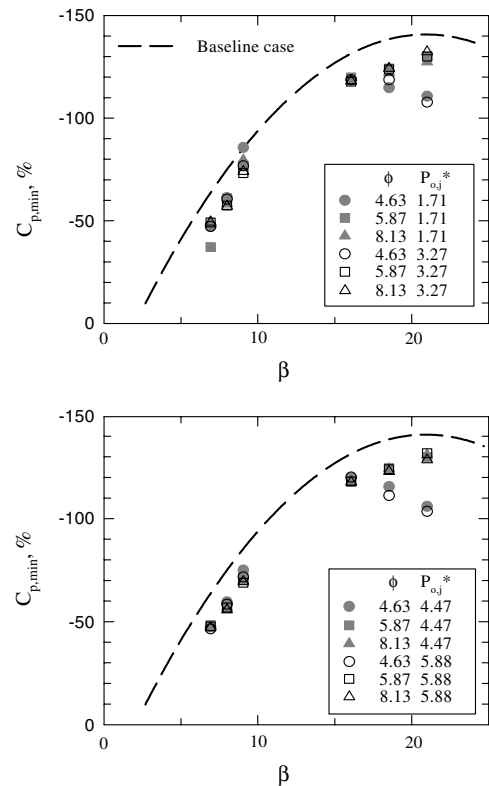 -150
Baseline case
-100
C_p,min, %
ϕ P_o,j*
4.63 1.71
5.87 1.71
8.13 1.71
4.63 3.27
5.87 3.27
8.13 3.27
-50
0
0 10 20
β
-150
-100
C_p,min, %
ϕ P_o,j*
4.63 4.47
5.87 4.47
8.13 4.47
4.63 5.88
5.87 5.88
8.13 5.88
-50
0
0 10 20
β